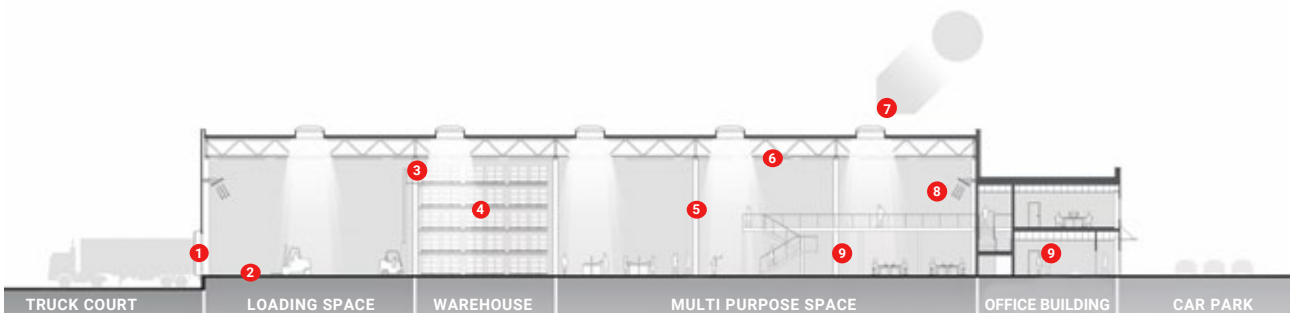 7
6
3
8
4
5
1
9
9
2
TRUCK COURT
LOADING SPACE
WAREHOUSE
MULTI PURPOSE SPACE
OFFICE BUILDING
CAR PARK